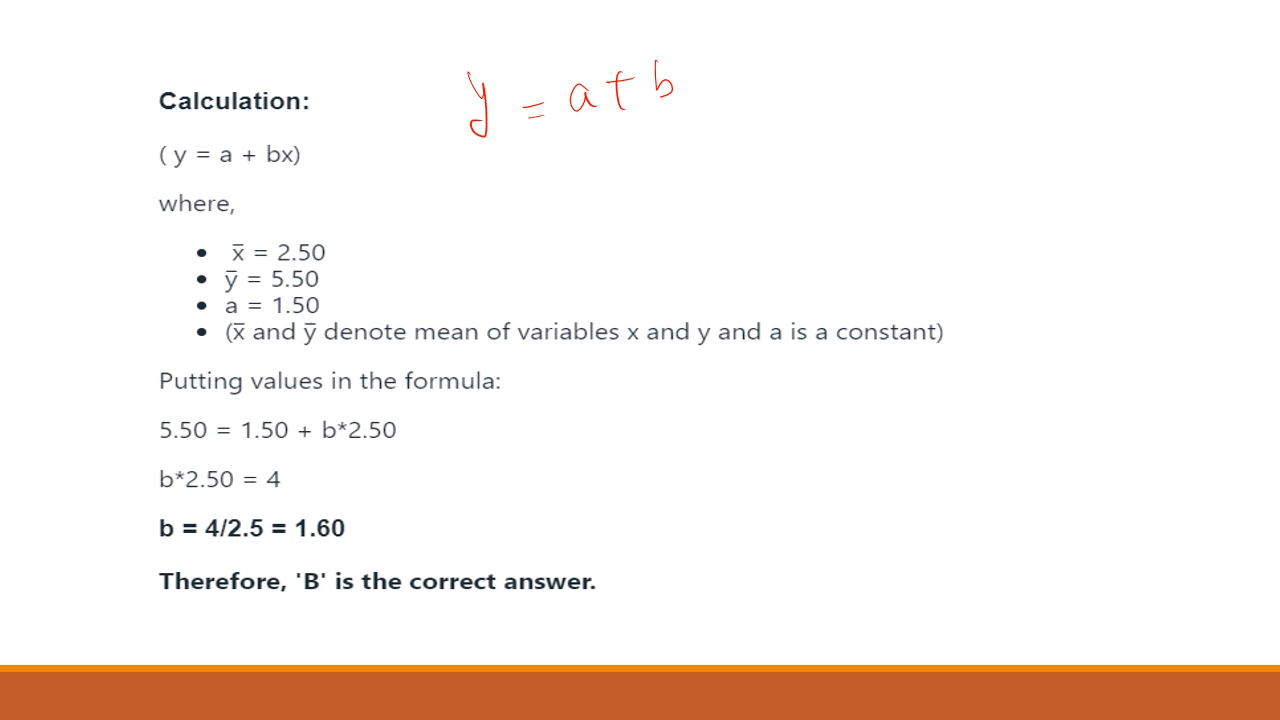 y = a + b
Calculation:
( y = a + bx)
where,
• x̄ = 2.50
• ȳ = 5.50
• a = 1.50
• (x̄ and ȳ denote mean of variables x and y and a is a constant)
Putting values in the formula:
5.50 = 1.50 + b*2.50
b*2.50 = 4
b = 4/2.5 = 1.60
Therefore, 'B' is the correct answer.